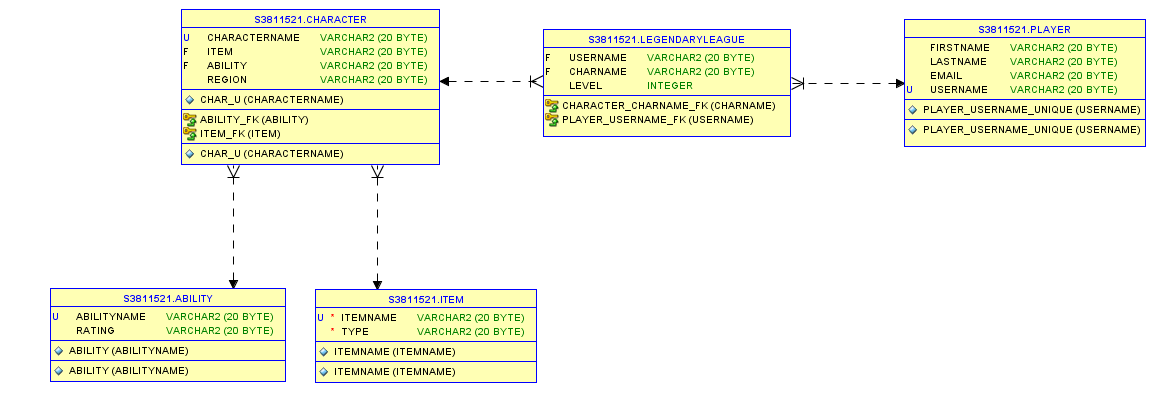 S3811521.CHARACTER
U CHARACTERNAME VARCHAR2 (20 BYTE)
F ITEM VARCHAR2 (20 BYTE)
F ABILITY VARCHAR2 (20 BYTE)
REGION VARCHAR2 (20 BYTE)
CHAR_U (CHARACTERNAME)
ABILITY_FK (ABILITY)
ITEM_FK (ITEM)
CHAR_U (CHARACTERNAME)
S3811521.LEGENDARYLEAGUE
F USERNAME VARCHAR2 (20 BYTE)
F CHARNAME VARCHAR2 (20 BYTE)
LEVEL INTEGER
CHARACTER_CHARNAME_FK (CHARNAME)
PLAYER_USERNAME_FK (USERNAME)
S3811521.PLAYER
FIRSTNAME VARCHAR2 (20 BYTE)
LASTNAME VARCHAR2 (20 BYTE)
EMAIL VARCHAR2 (20 BYTE)
U USERNAME VARCHAR2 (20 BYTE)
PLAYER_USERNAME_UNIQUE (USERNAME)
PLAYER_USERNAME_UNIQUE (USERNAME)
S3811521.ABILITY
U ABILITYNAME VARCHAR2 (20 BYTE)
RATING VARCHAR2 (20 BYTE)
ABILITY (ABILITYNAME)
ABILITY (ABILITYNAME)
S3811521.ITEM
U * ITEMNAME VARCHAR2 (20 BYTE)
* TYPE VARCHAR2 (20 BYTE)
ITEMNAME (ITEMNAME)
ITEMNAME (ITEMNAME)